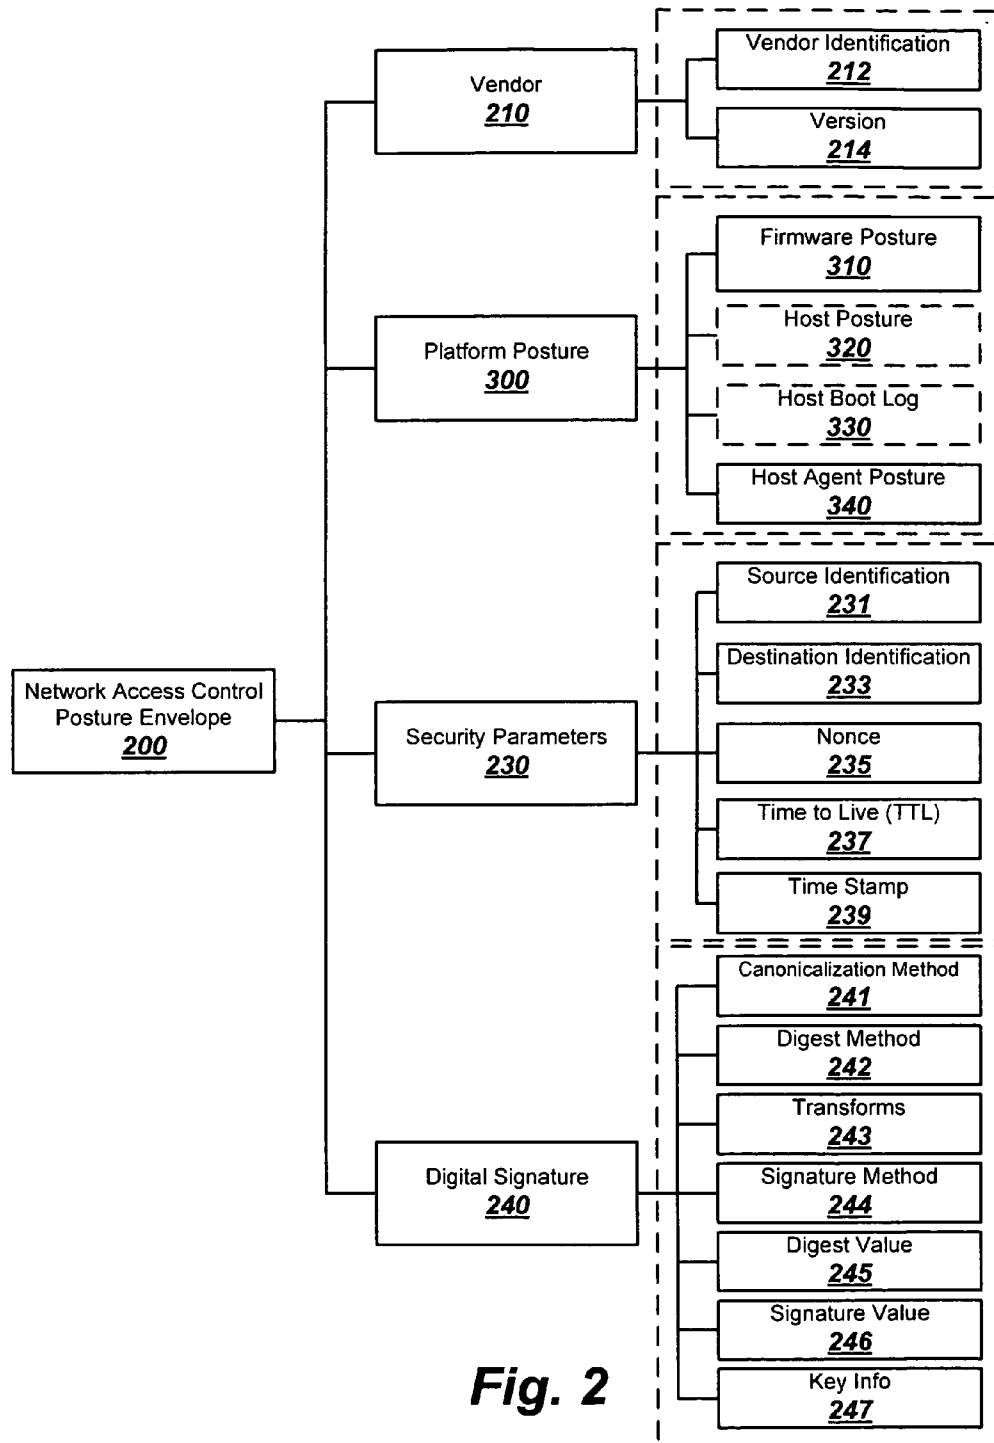 Vendor
210
Vendor Identification
212
Version
214
Platform Posture
300
Firmware Posture
310
Host Posture
320
Host Boot Log
330
Host Agent Posture
340
Network Access Control
Posture Envelope
200
Security Parameters
230
Source Identification
231
Destination Identification
233
Nonce
235
Time to Live (TTL)
237
Time Stamp
239
Digital Signature
240
Canonicalization Method
241
Digest Method
242
Transforms
243
Signature Method
244
Digest Value
245
Signature Value
246
Key Info
247
Fig. 2